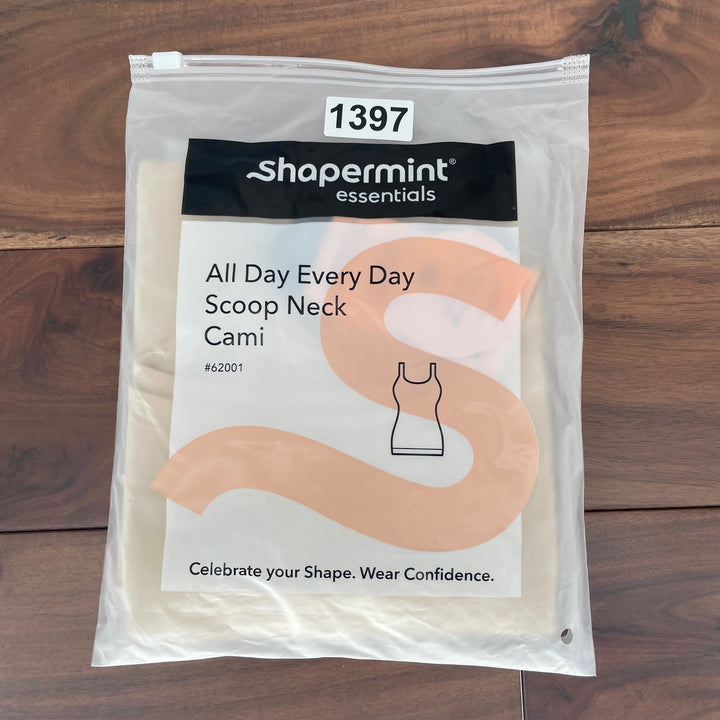 1397
Shapermint®
essentials
All Day Every Day
Scoop Neck
Cami
#62001
Celebrate your Shape. Wear Confidence.